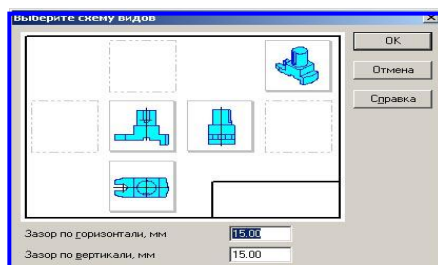 Выберите схему видов
OK
Отмена
Справка
Зазор по горизонтали, мм 15.00
Зазор по вертикали, мм 15.00